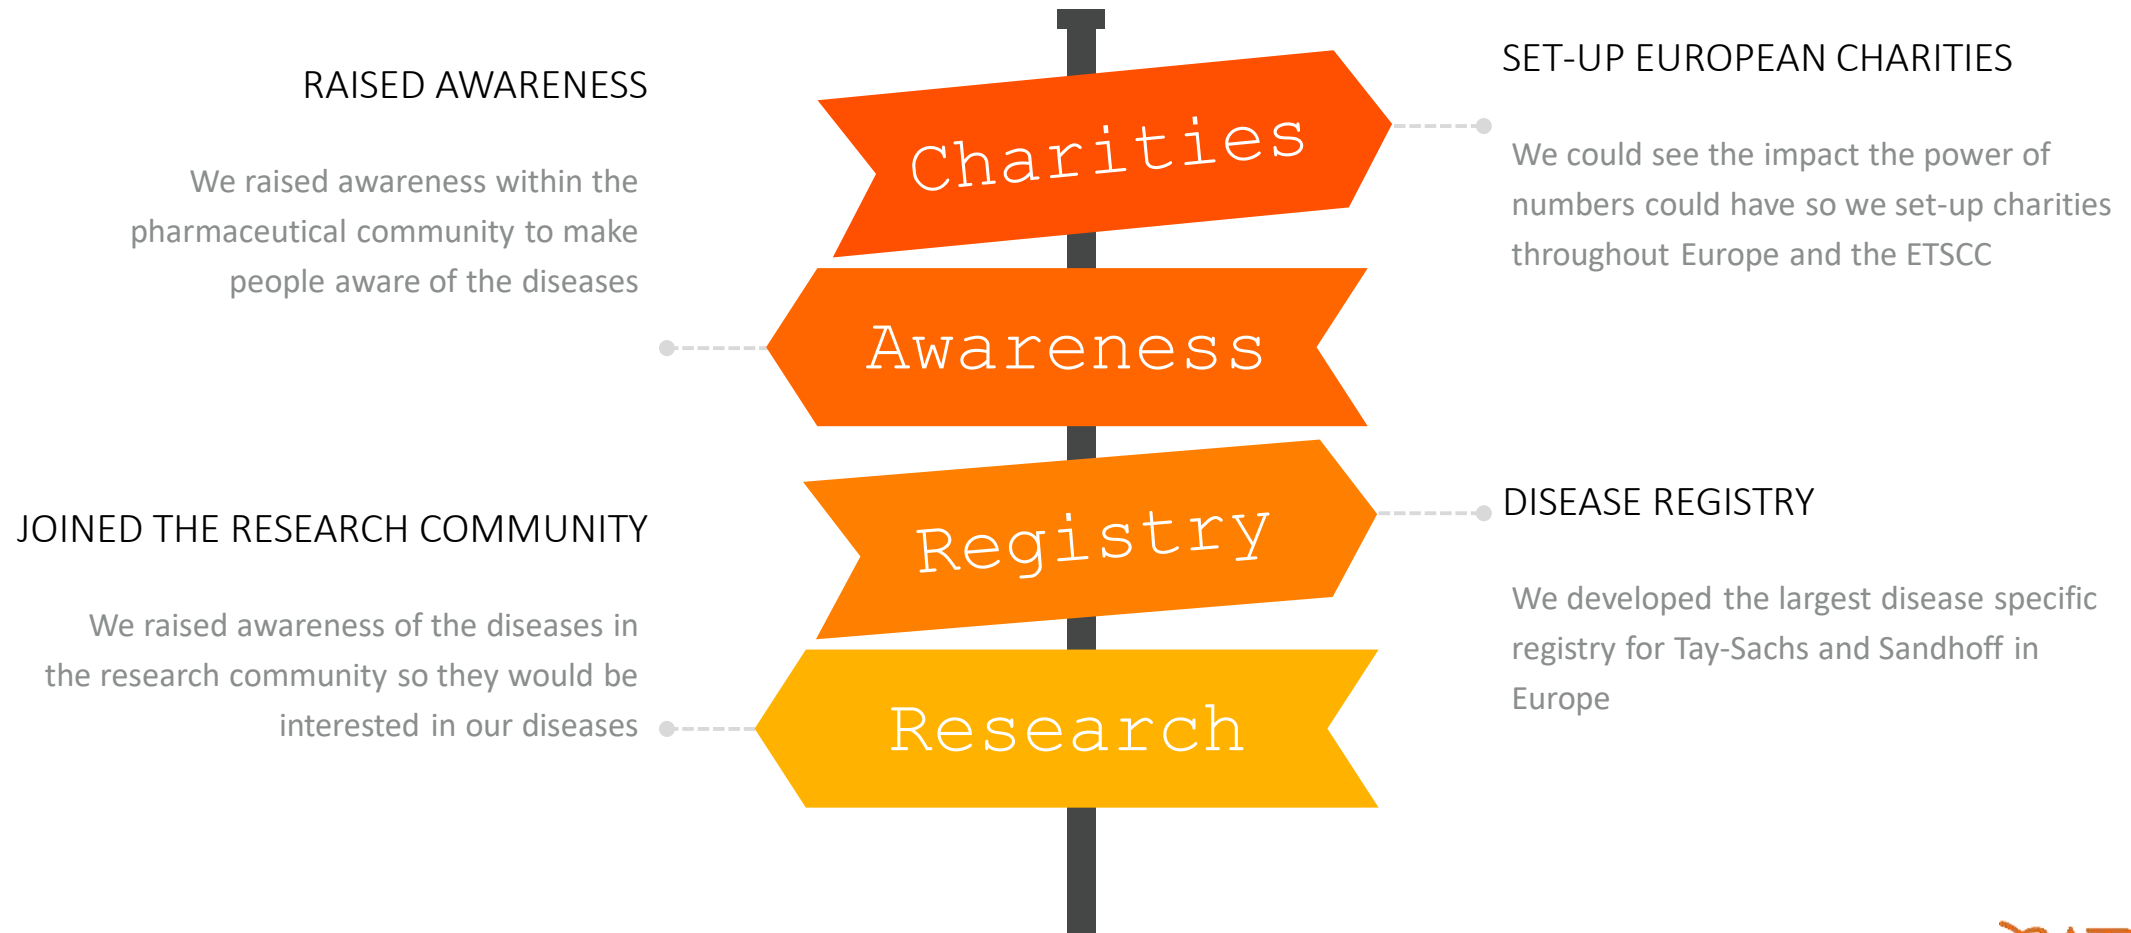 RAISED AWARENESS
We raised awareness within the
pharmaceutical community to make
people aware of the diseases
JOINED THE RESEARCH COMMUNITY
We raised awareness of the diseases in
the research community so they would be
interested in our diseases
Charities
Awareness
Registry
Research
SET-UP EUROPEAN CHARITIES
We could see the impact the power of
numbers could have so we set-up charities
throughout Europe and the ETSCC
DISEASE REGISTRY
We developed the largest disease specific
registry for Tay-Sachs and Sandhoff in
Europe